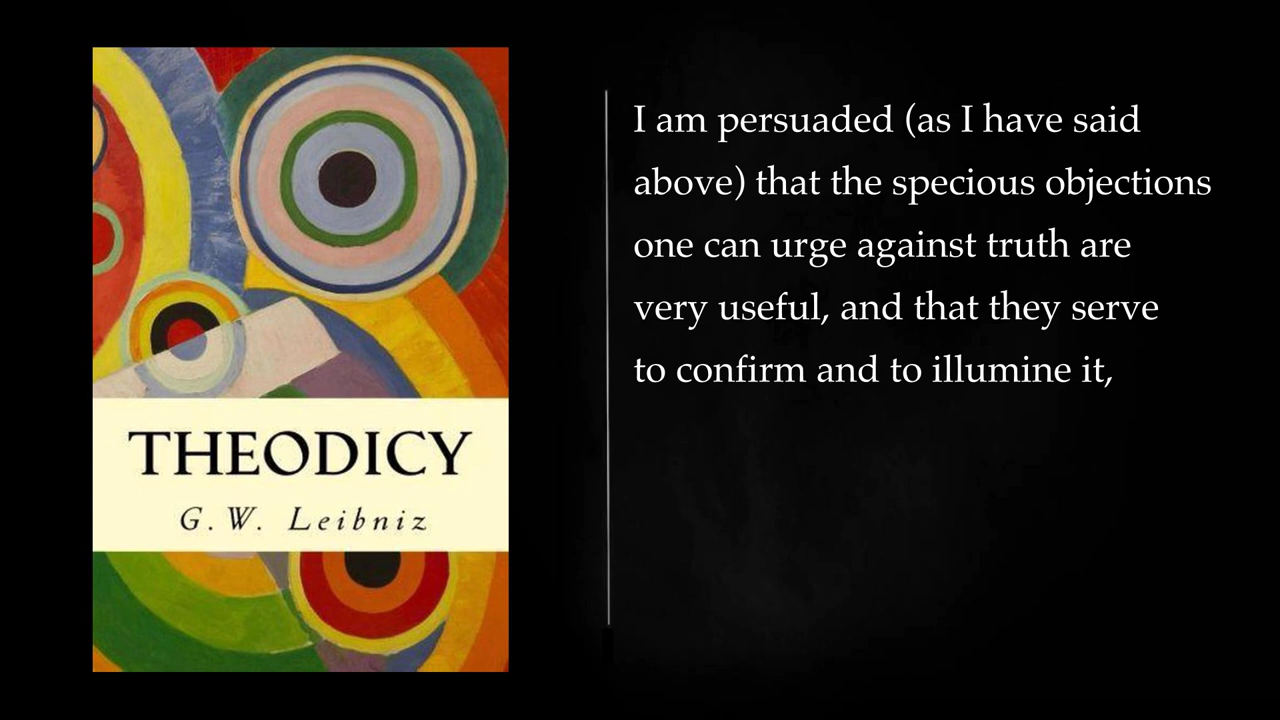 THEODICY
G. W. Leibniz
I am persuaded (as I have said
above) that the specious objections
one can urge against truth are
very useful, and that they serve
to confirm and to illumine it,